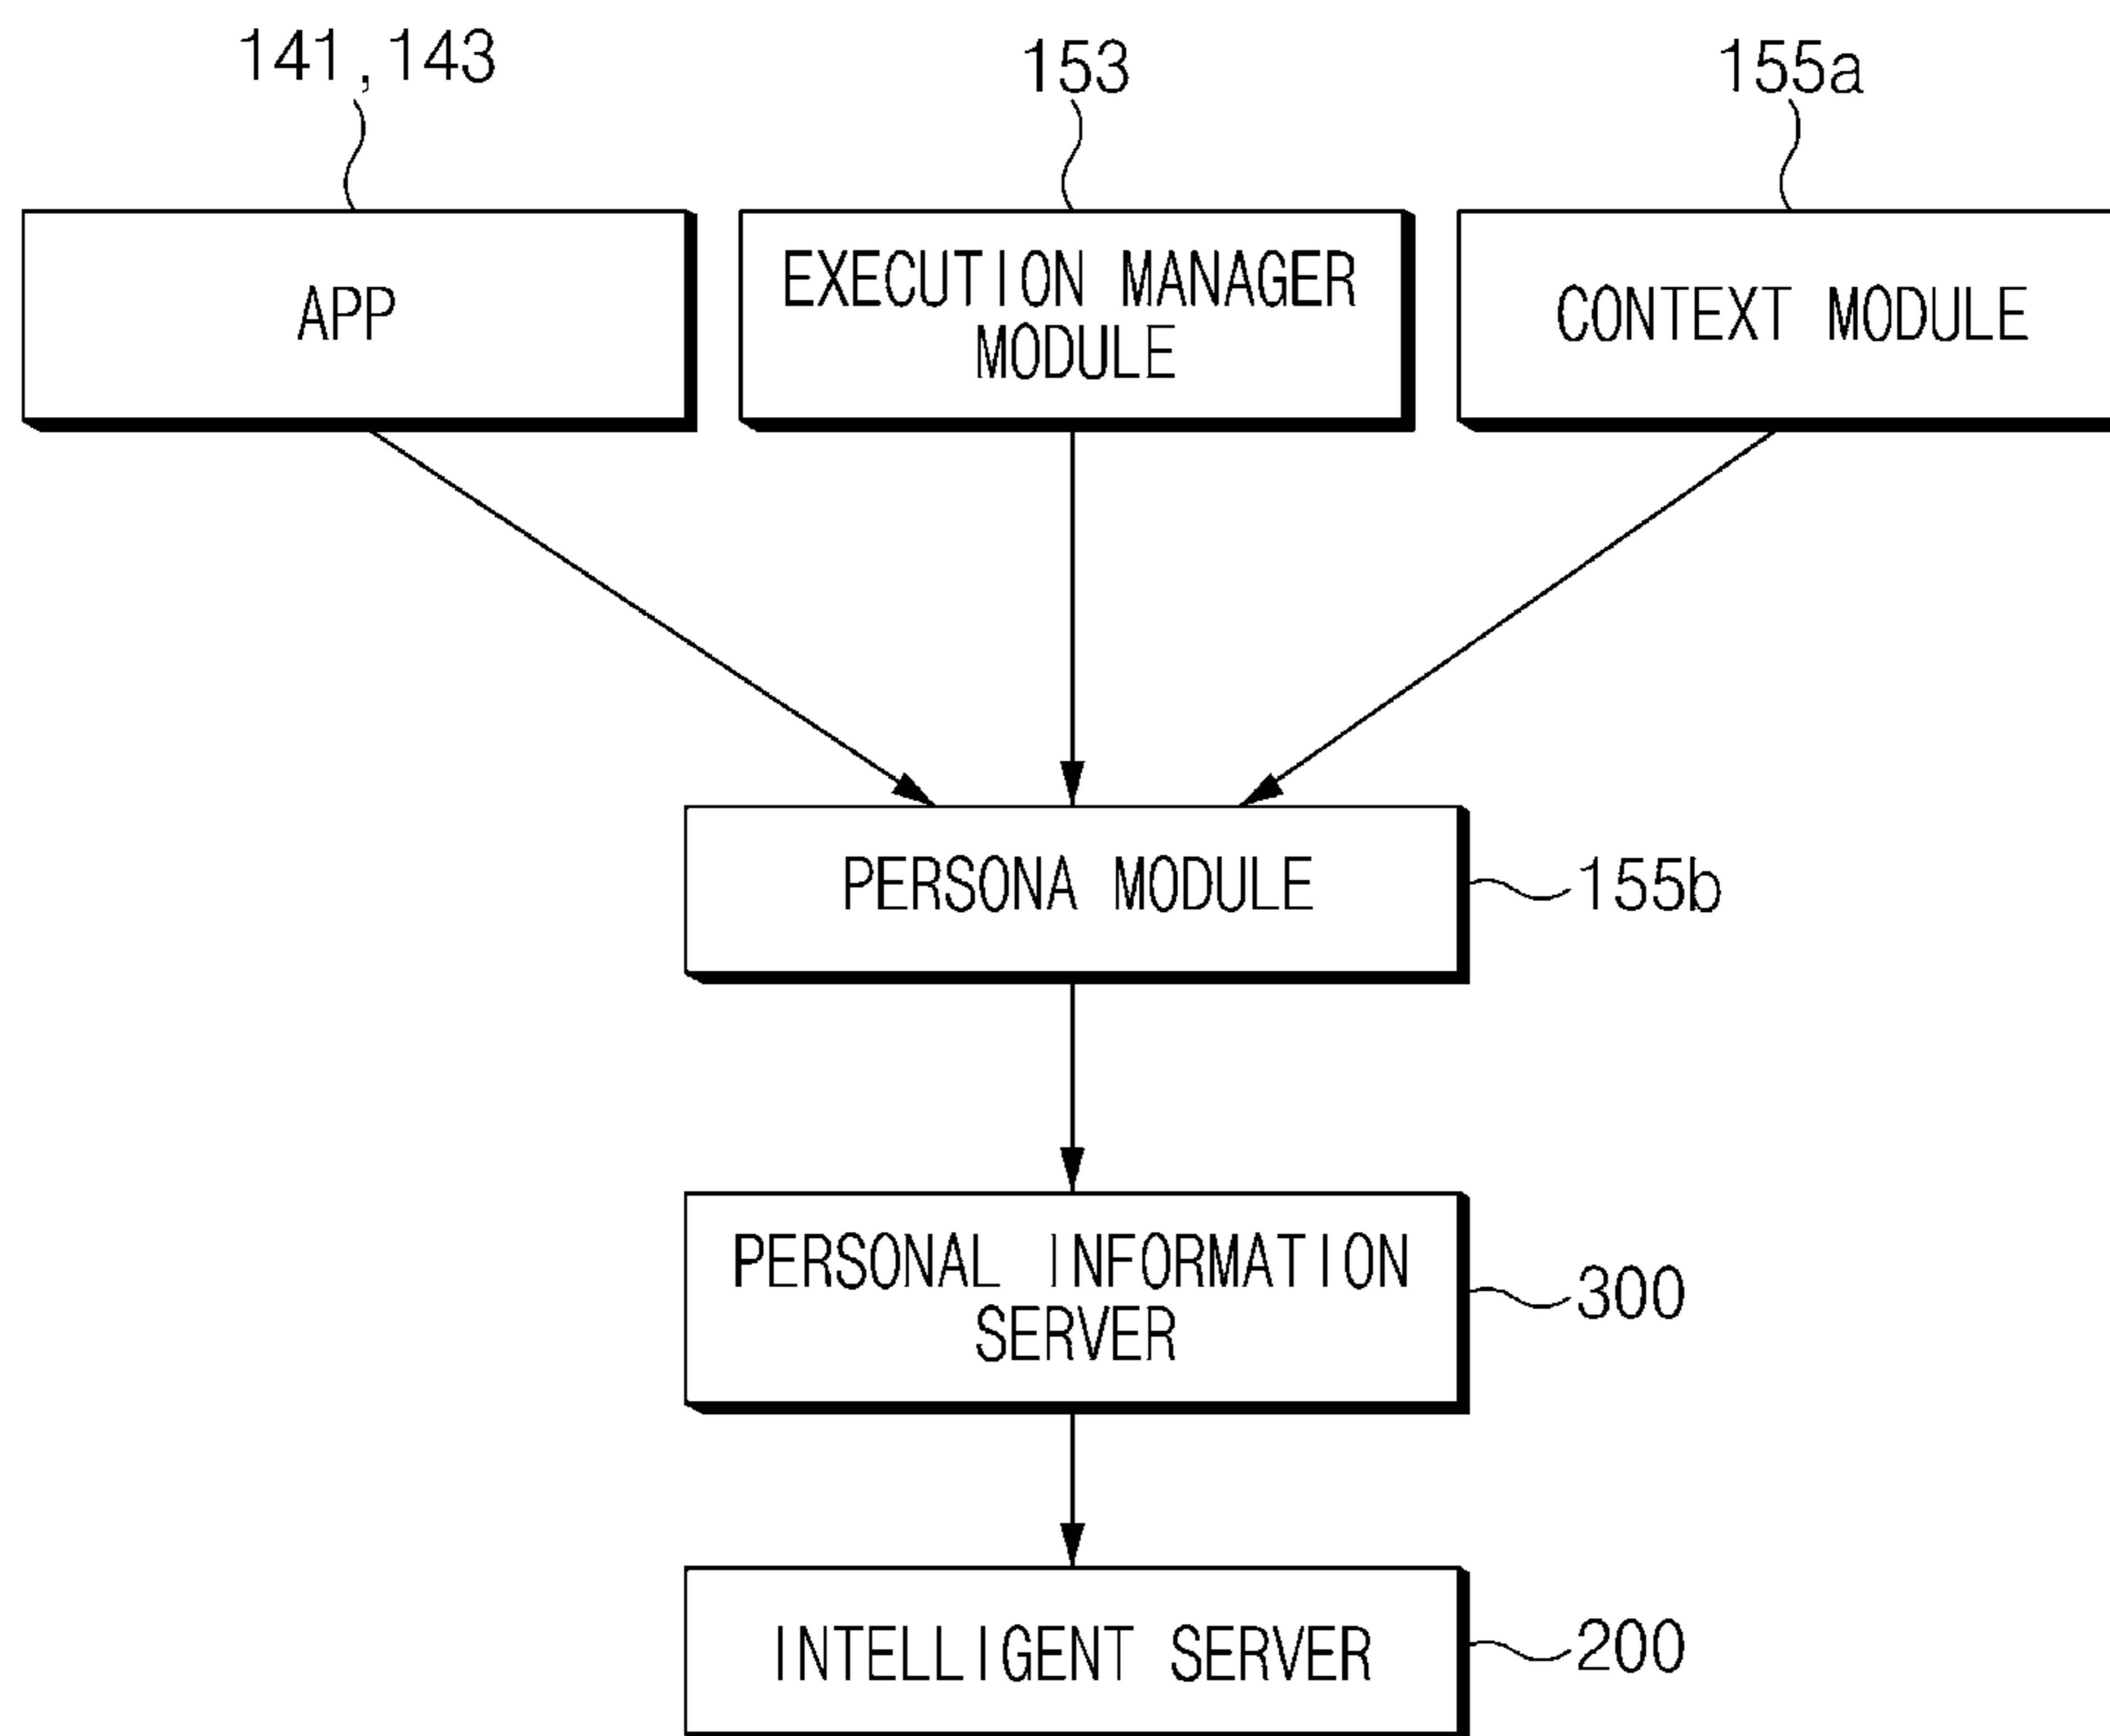 141, 143
153
155a
APP
EXECUTION MANAGER
MODULE
CONTEXT MODULE
PERSONA MODULE
155b
PERSONAL INFORMATION
SERVER
300
INTELLIGENT SERVER
200